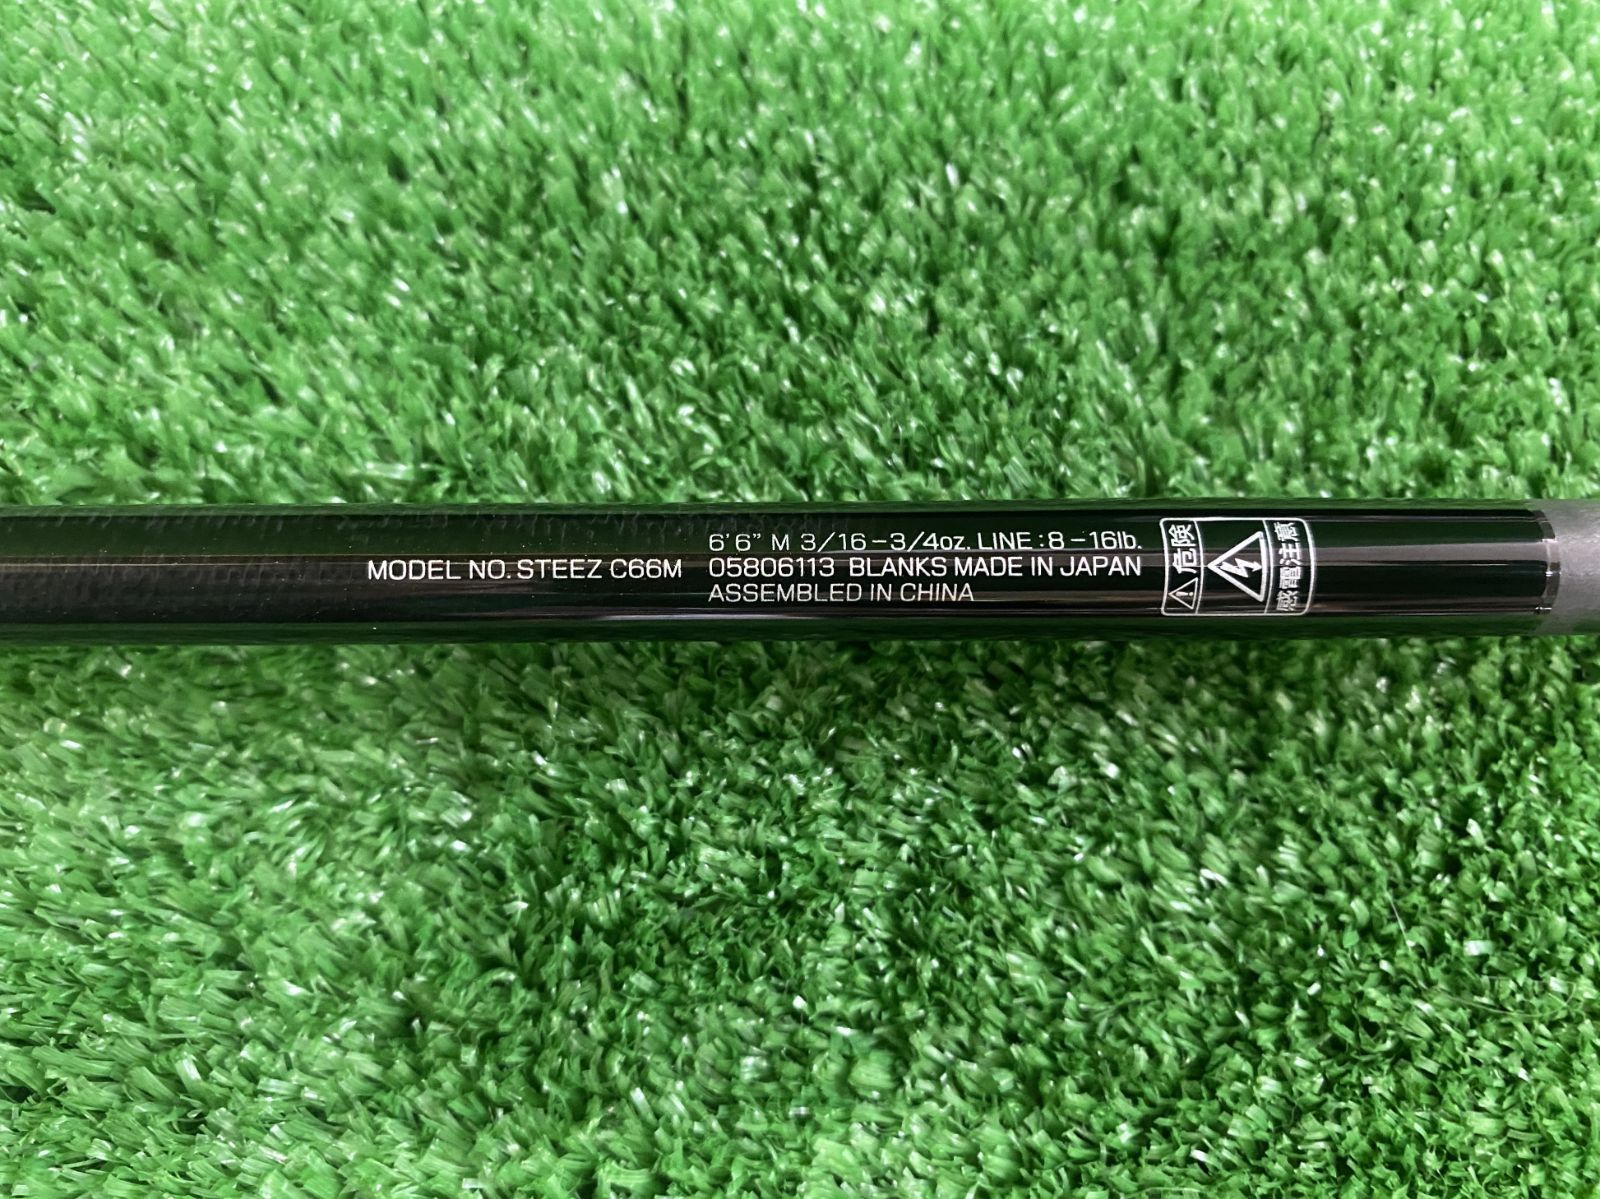 MODEL NO. STEEZ C66M
6'6" M 3/16-3/4oz. LINE:8-16lb.
05806113 BLANKS MADE IN JAPAN
ASSEMBLED IN CHINA
危険
感電注意